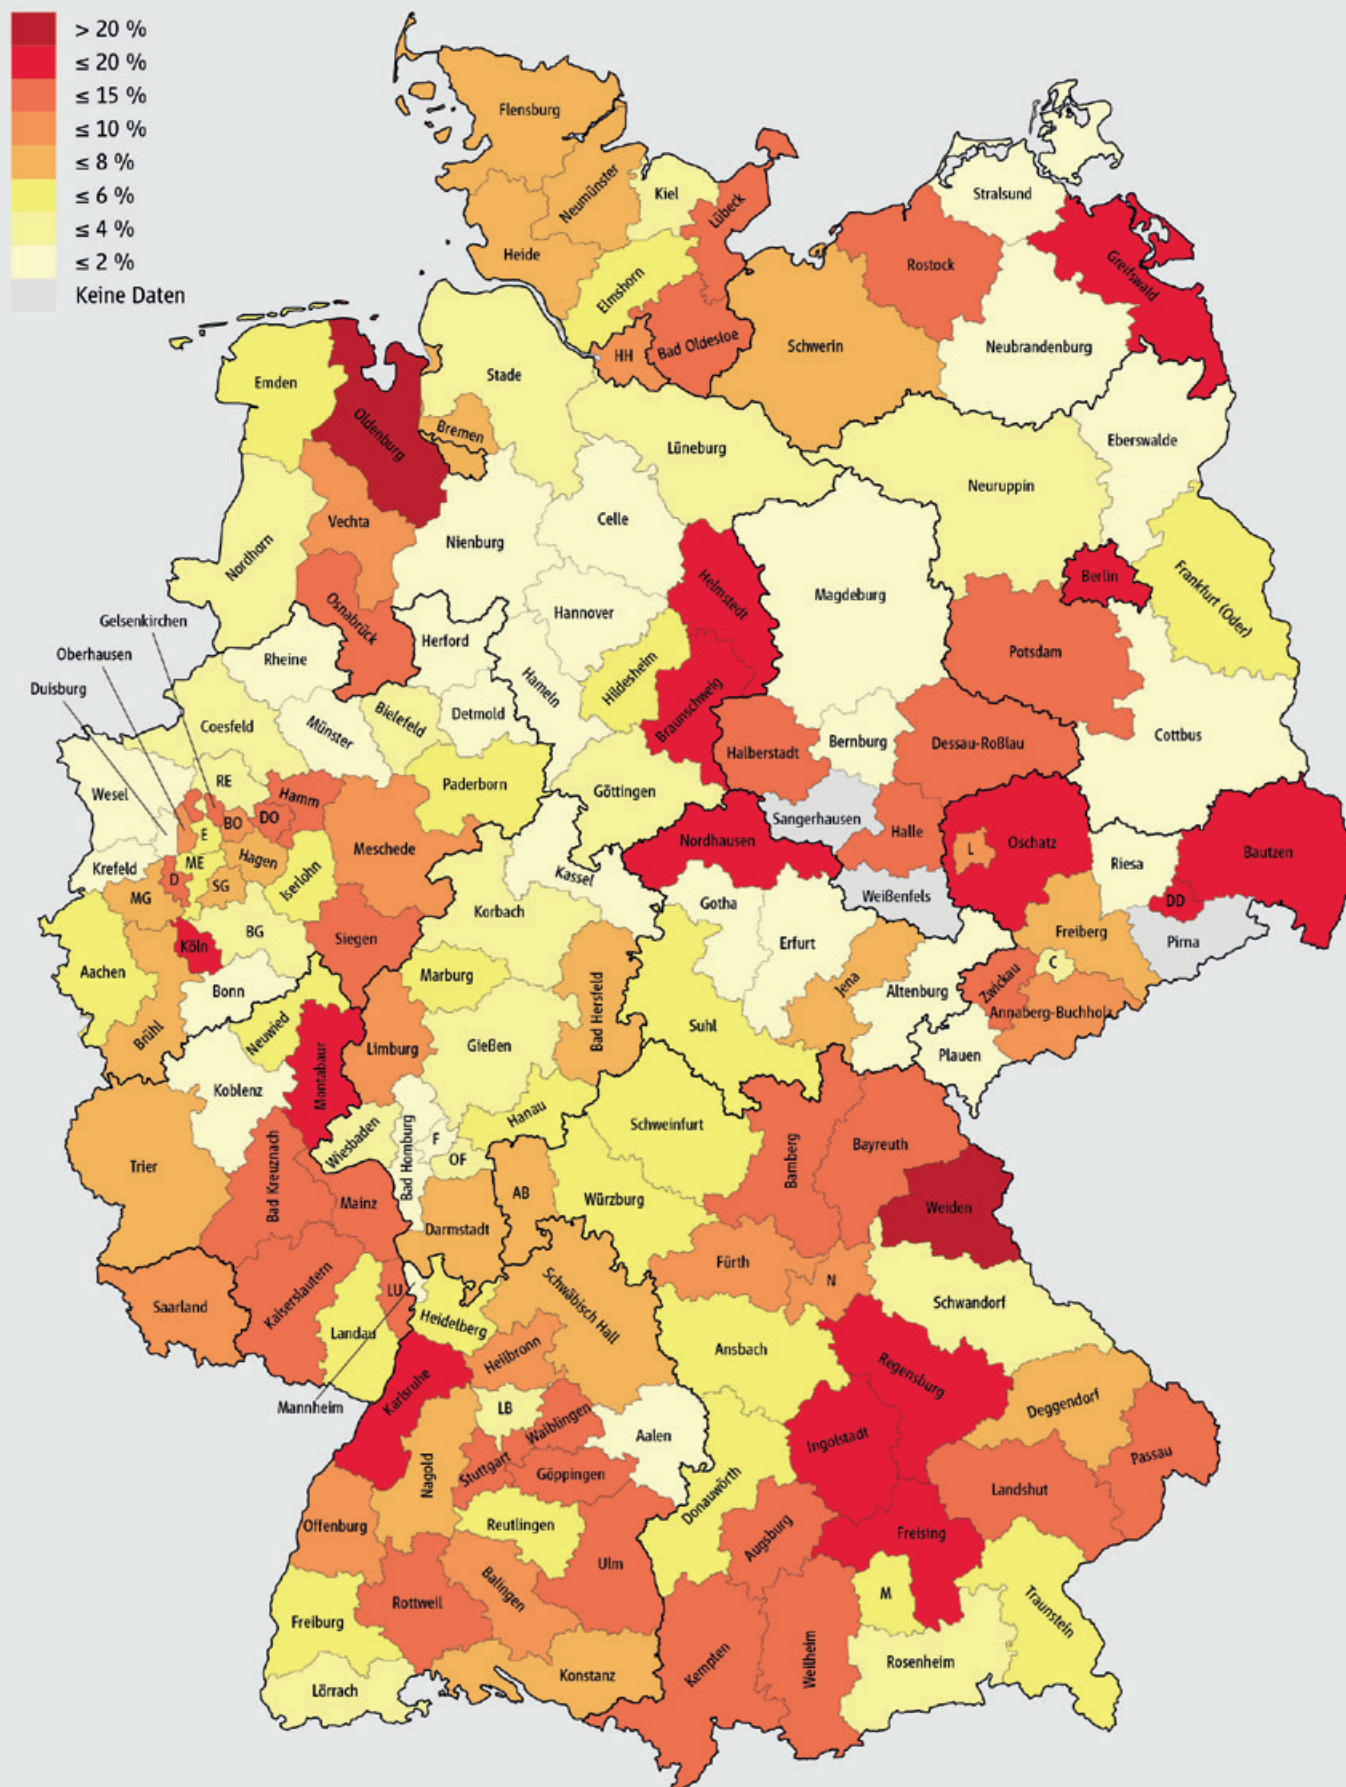 > 20 %
≤ 20 %
≤ 15 %
≤ 10 %
≤ 8 %
≤ 6 %
≤ 4 %
≤ 2 %
Keine Daten
Flensburg
Neumünster
Kiel
Lübeck
Heide
Elmshorn
HH
Bad Oldesloe
Stralsund
Rostock
Greifswald
Schwerin
Neubrandenburg
Emden
Oldenburg
Stade
Bremen
Lüneburg
Eberswalde
Neuruppin
Vechta
Nordhorn
Nienburg
Celle
Helmstedt
Magdeburg
Berlin
Frankfurt (Oder)
Osnabrück
Hannover
Gelsenkirchen
Oberhausen
Duisburg
Rheine
Herford
Hameln
Hildesheim
Braunschweig
Potsdam
Coesfeld
Münster
Bielefeld
Detmold
Halberstadt
Bernburg
Dessau-Roßlau
Cottbus
Wesel
RE
Hamm
Paderborn
Göttingen
Sangerhausen
E
BO
DO
Meschede
Nordhausen
Halle
L
Oschatz
Riesa
Bautzen
Krefeld
ME
Hagen
Iserlohn
D
SG
MG
Kassel
Gotha
Weißenfels
DD
Korbach
Erfurt
Freiberg
Pirna
Aachen
Köln
BG
Siegen
Marburg
Bad Hersfeld
Jena
Altenburg
Zwickau
C
Annaberg-Buchholz
Bonn
Brühl
Neuwied
Limburg
Gießen
Suhl
Plauen
Koblenz
Montabaur
Hanau
Schweinfurt
Wiesbaden
Bad Homburg
F
OF
Bamberg
Bayreuth
Trier
Bad Kreuznach
Mainz
AB
Würzburg
Weiden
Darmstadt
Saarland
Kaiserslautern
LU
Landau
Heidelberg
Schwäbisch Hall
Fürth
N
Schwandorf
Mannheim
Karlsruhe
Heilbronn
Ansbach
Regensburg
Deggendorf
Passau
LB
Waiblingen
Aalen
Ingolstadt
Nagold
Stuttgart
Göppingen
Donauwörth
Landshut
Offenburg
Reutlingen
Ulm
Augsburg
Freising
Freiburg
Rottweil
Balingen
M
Traunstein
Lörrach
Konstanz
Kempten
Weilheim
Rosenheim